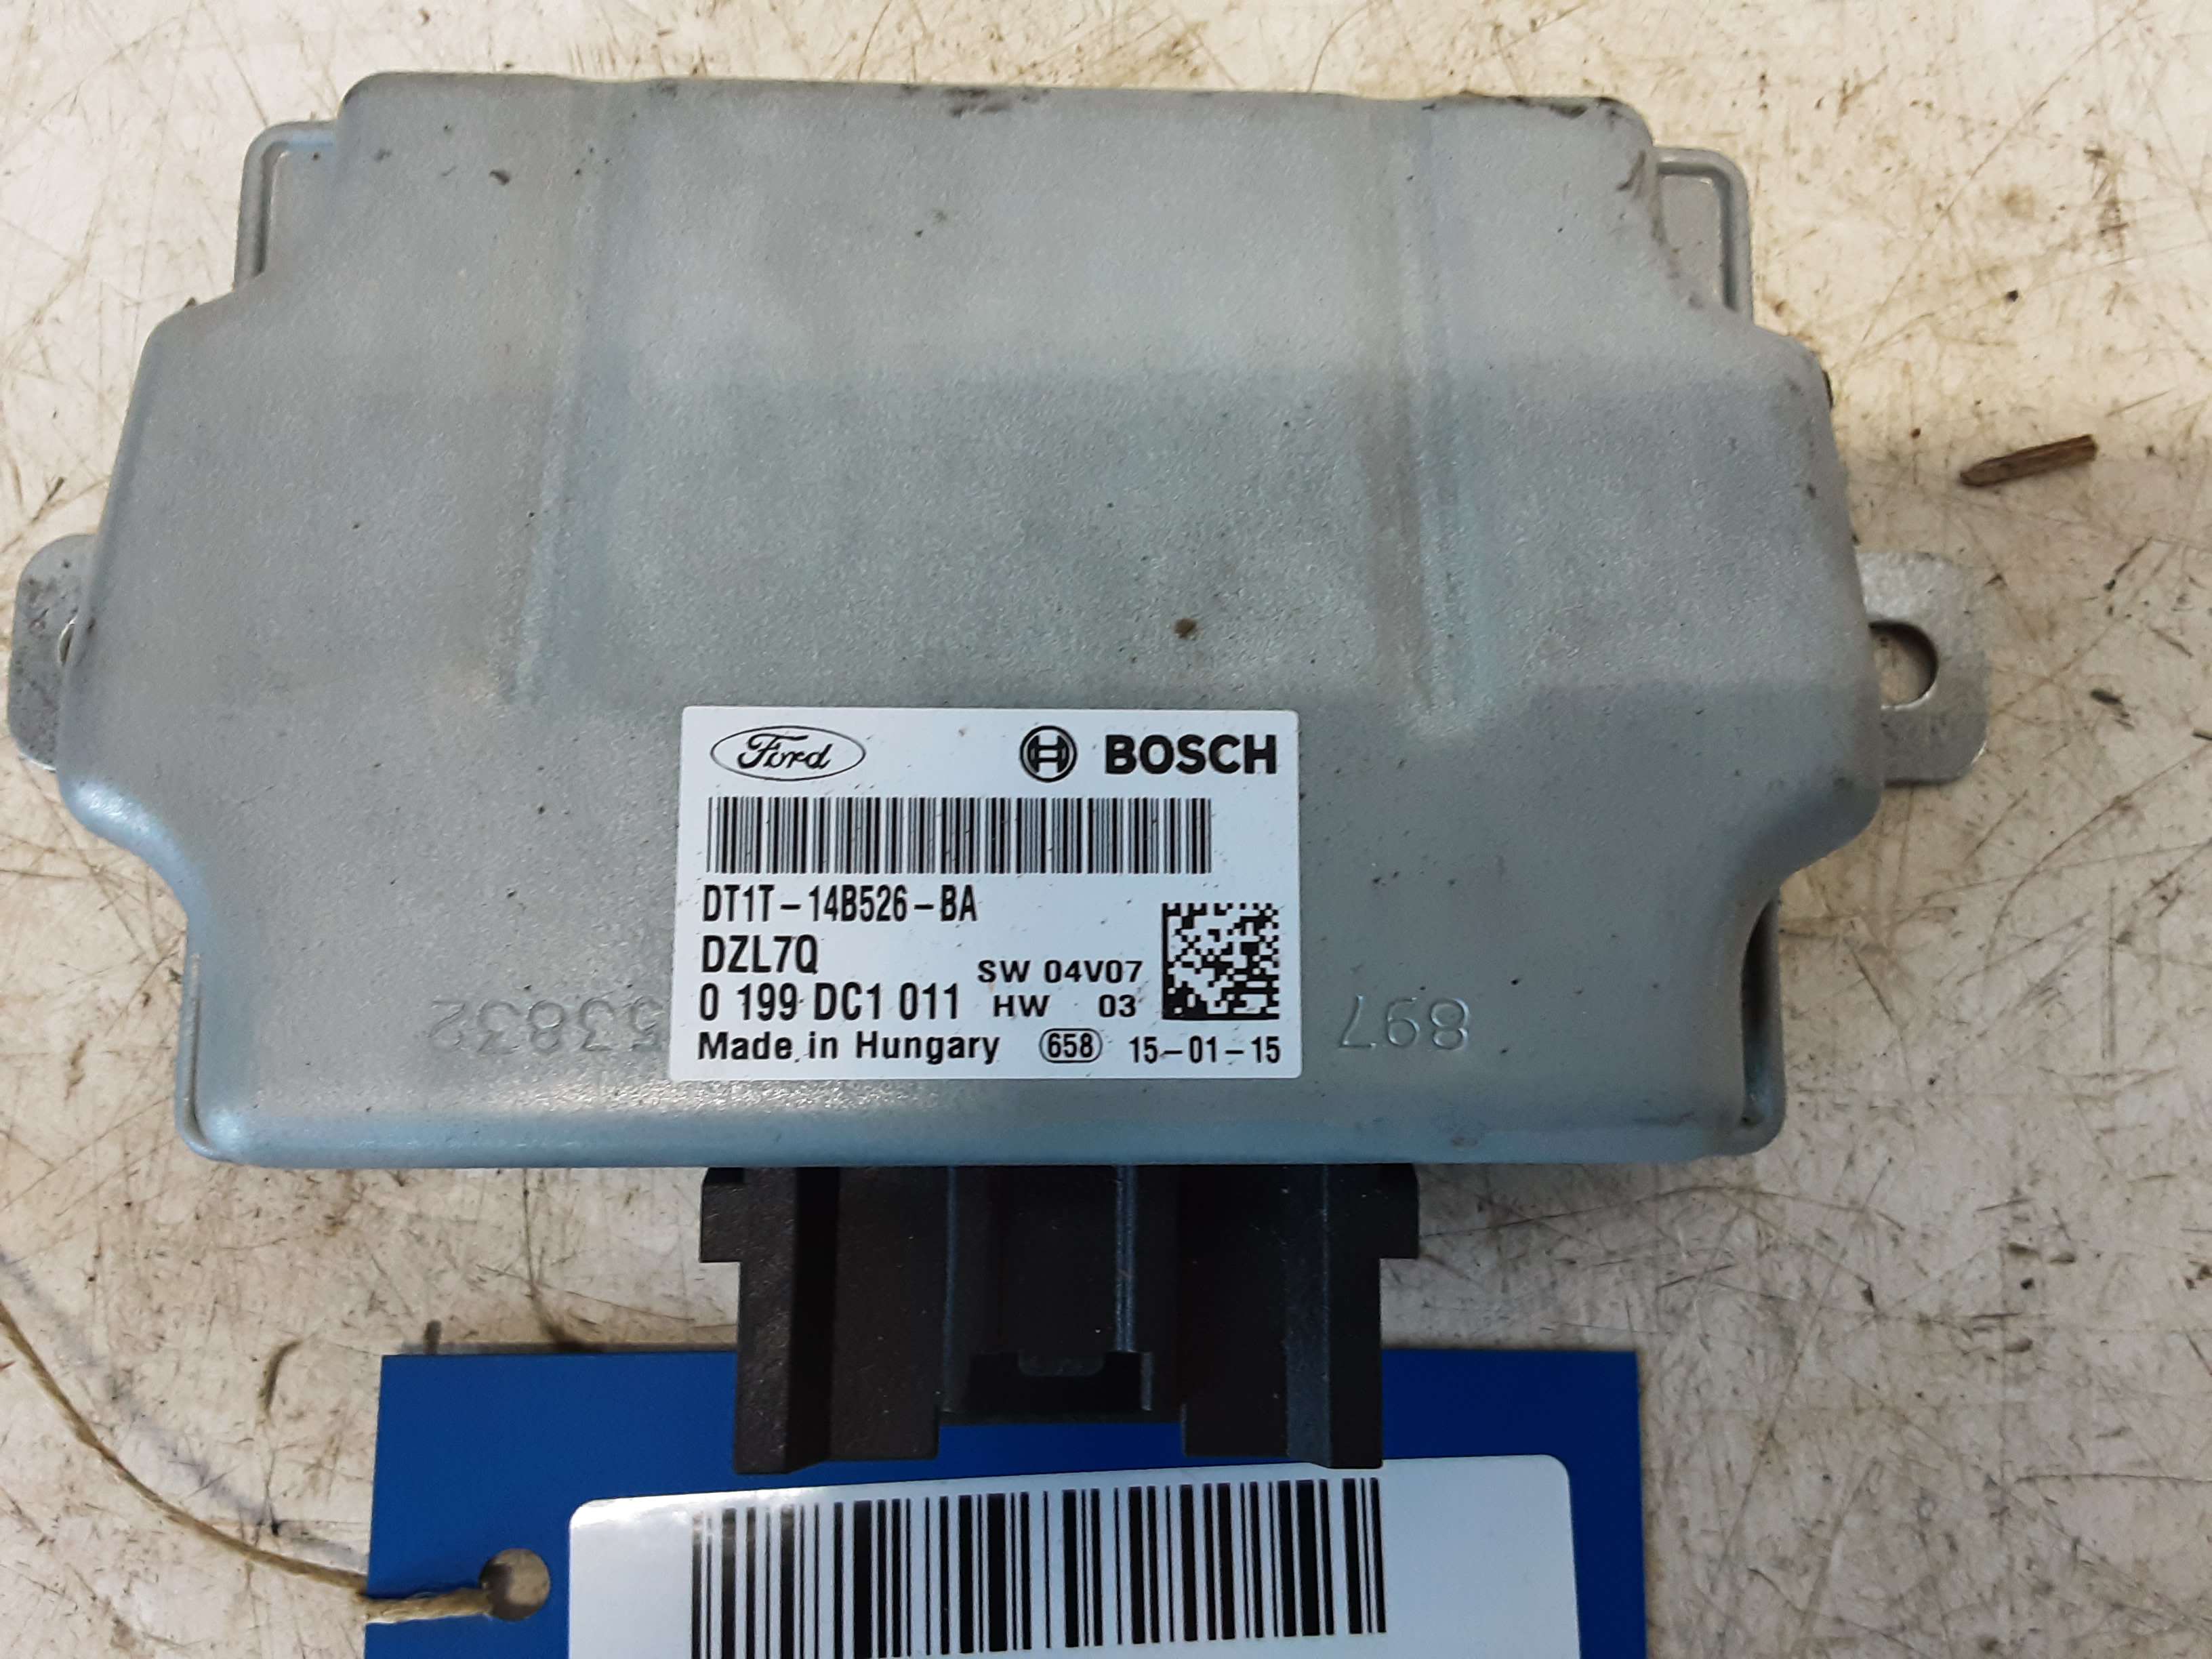 Ford BOSCH
DT1T-14B526-BA
DZL7Q
SW 04V07
0 199 DC1 011 HW 03
Made in Hungary 658 15-01-15
53832
897